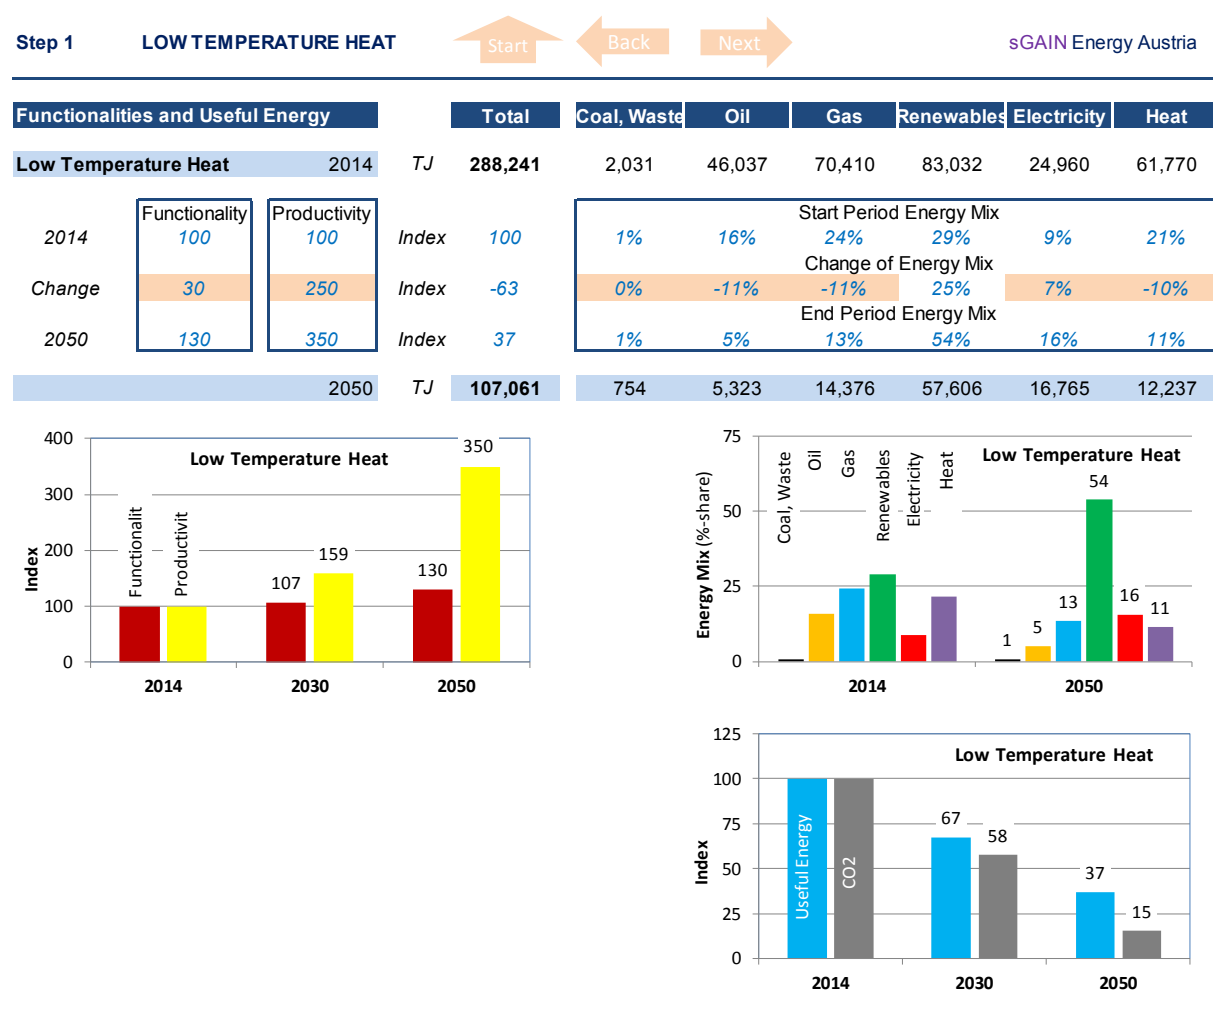 Step 1 LOW TEMPERATURE HEAT Start Back Next sGAIN Energy Austria
Functionalities and Useful Energy Total Coal, Waste Oil Gas Renewables Electricity Heat
Low Temperature Heat 2014 TJ 288,241 2,031 46,037 70,410 83,032 24,960 61,770
Functionality Productivity Start Period Energy Mix
2014 100 100 Index 100 1% 16% 24% 29% 9% 21%
Change of Energy Mix
Change 30 250 Index -63 0% -11% -11% 25% 7% -10%
End Period Energy Mix
2050 130 350 Index 37 1% 5% 13% 54% 16% 11%
2050 TJ 107,061 754 5,323 14,376 57,606 16,765 12,237
Low Temperature Heat
Index
400
300
200
100
0
Functionalit
Productivit
107
159
130
350
2014 2030 2050
Low Temperature Heat
Energy Mix (%-share)
75
50
25
0
Coal, Waste
Oil
Gas
Renewables
Electricity
Heat
1
5
13
54
16
11
2014 2050
Low Temperature Heat
Index
125
100
75
50
25
0
Useful Energy
CO2
67
58
37
15
2014 2030 2050